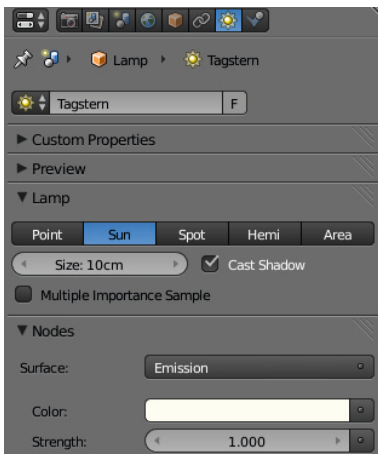 Lamp Tagstern
Tagstern F
Custom Properties
Preview
Lamp
Point Sun Spot Hemi Area
Size: 10cm Cast Shadow
Multiple Importance Sample
Nodes
Surface: Emission
Color:
Strength: 1.000